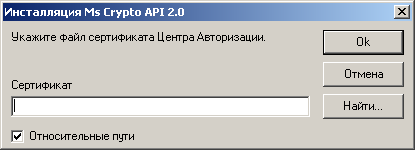 Инсталляция Ms Crypto API 2.0
Укажите файл сертификата Центра Авторизации.
Ok
Отмена
Сертификат
Найти...
Относительные пути